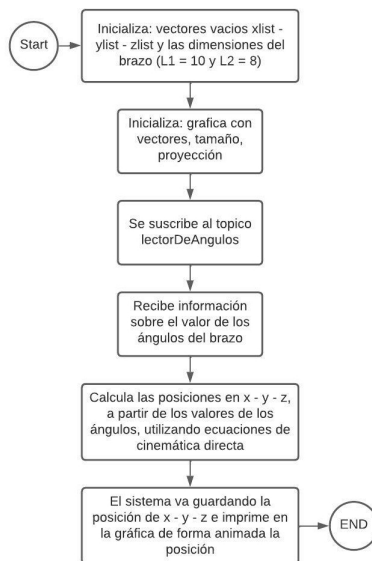 Start
Inicializa: vectores vacios xlist -
ylist - zlist y las dimensiones del
brazo (L1 = 10 y L2 = 8)
Inicializa: grafica con
vectores, tamaño,
proyección
Se suscribe al topico
lectorDeAngulos
Recibe información
sobre el valor de los
ángulos del brazo
Calcula las posiciones en x - y - z,
a partir de los valores de los
ángulos, utilizando ecuaciones de
cinemática directa
El sistema va guardando la
posición de x - y - z e imprime en
la gráfica de forma animada la
posición
END